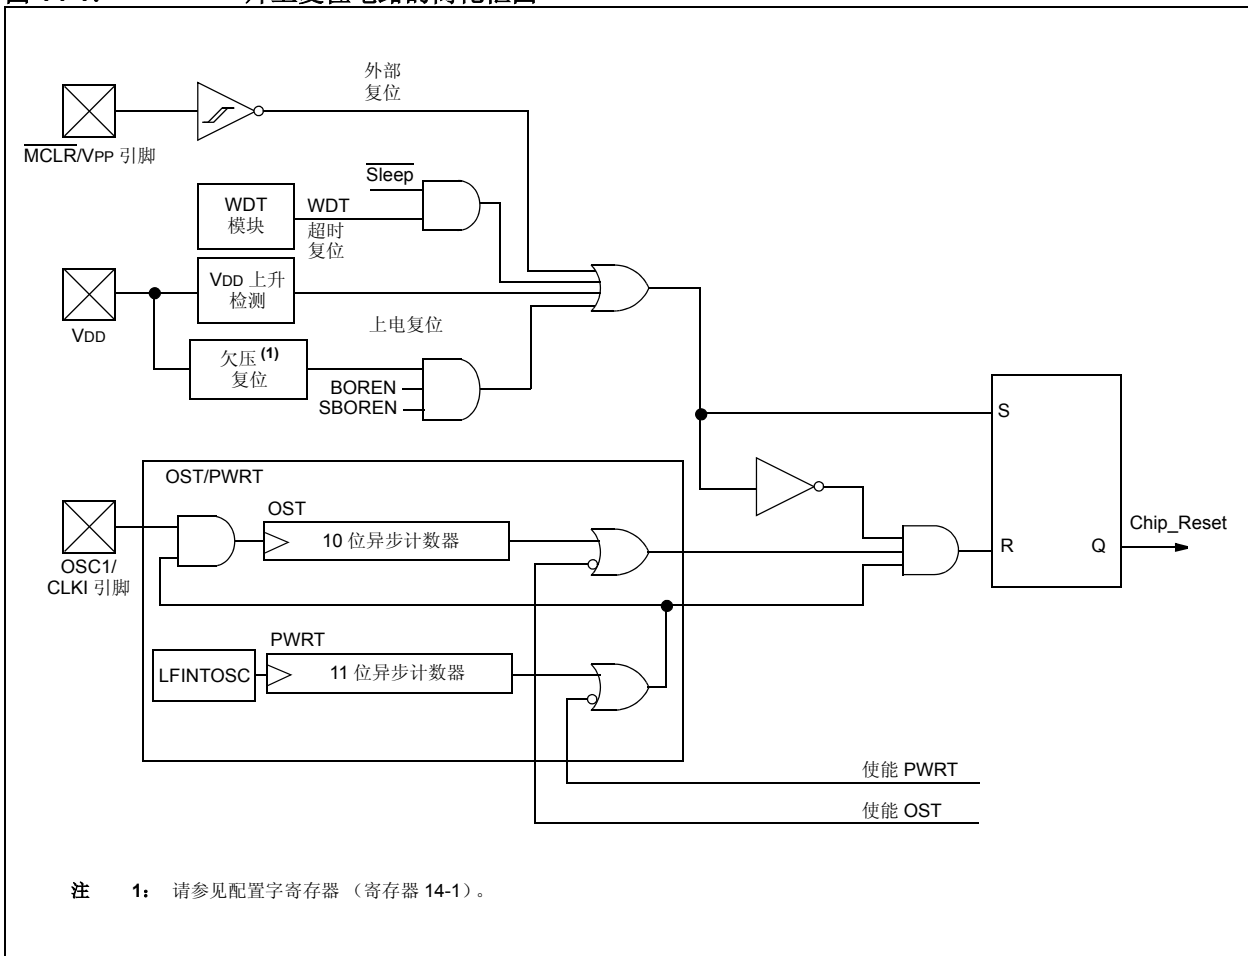 外部
复位
MCLR/VPP 引脚
Sleep
WDT
模块
WDT
超时
复位
VDD 上升
检测
VDD
上电复位
欠压 (1)
复位
BOREN
SBOREN
S
OST/PWRT
OST
10 位异步计数器
OSC1/
CLKI 引脚
R
Q
Chip_Reset
PWRT
LFINTOSC
11 位异步计数器
使能 PWRT
使能 OST
注 1: 请参见配置字寄存器 （寄存器 14-1）。